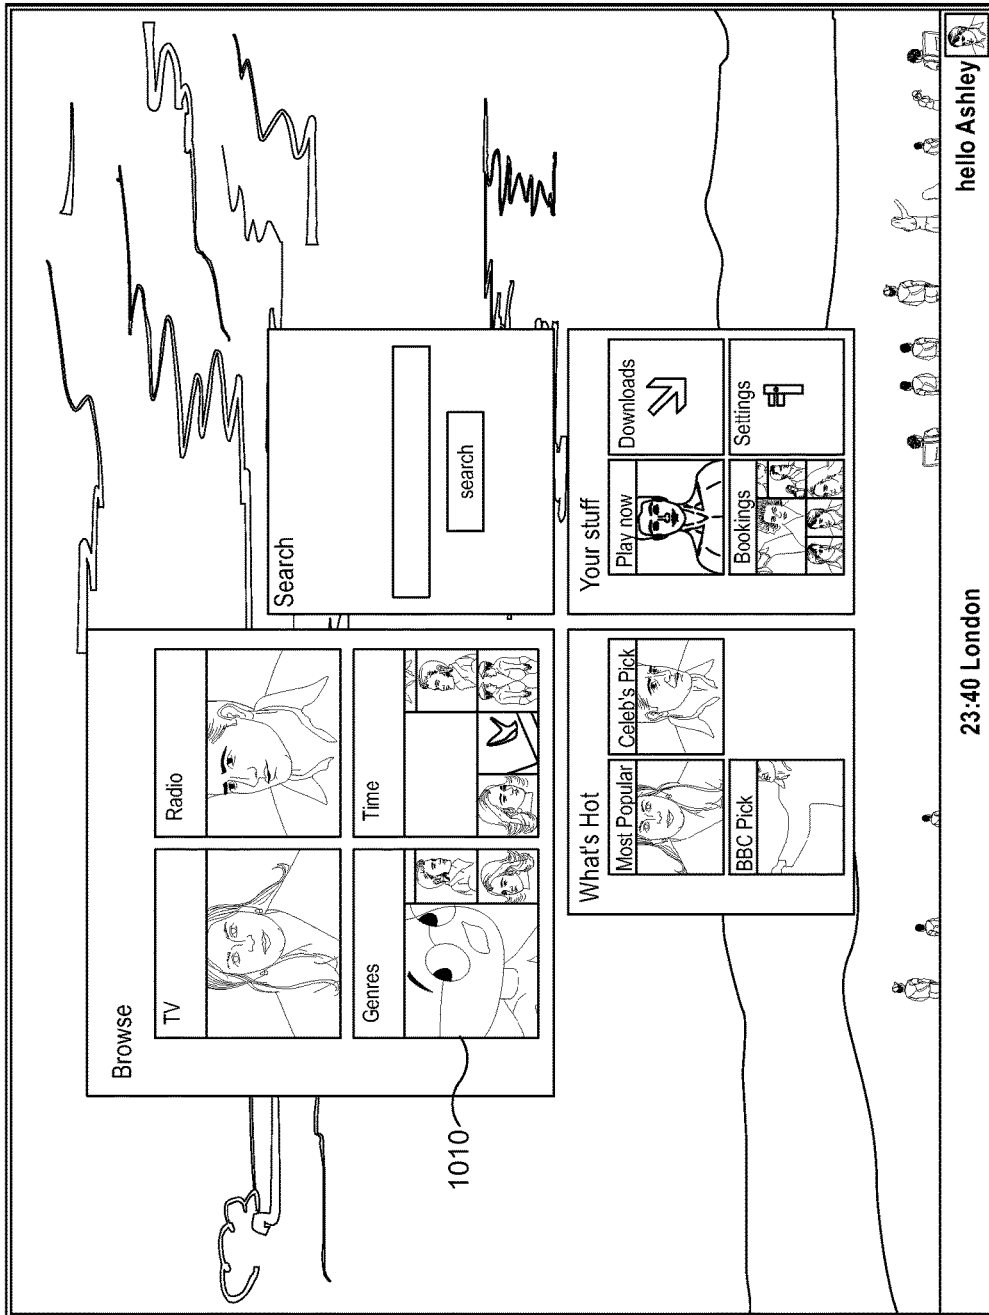 Browse
TV
Radio
Genres
Time
1010
Search
search
What's Hot
Most Popular
Celeb's Pick
BBC Pick
Your stuff
Play now
Downloads
Bookings
Settings
23:40 London
hello Ashley